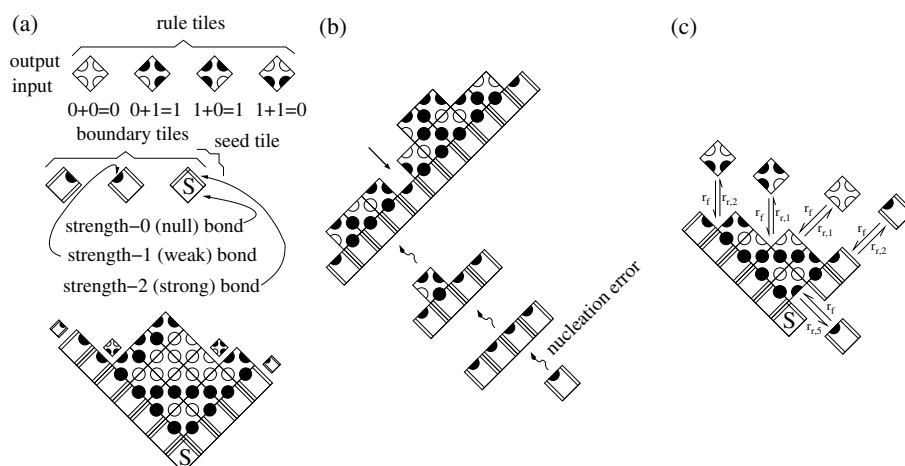 (a)
rule tiles
output
input
0+0=0 0+1=1 1+0=1 1+1=0
boundary tiles
seed tile
S
strength−0 (null) bond
strength−1 (weak) bond
strength−2 (strong) bond
S
(b)
nucleation error
(c)
r_f r_r,2
r_f r_r,1
r_f
r_r,1
r_f
r_r,2
r_f
r_r,5
S